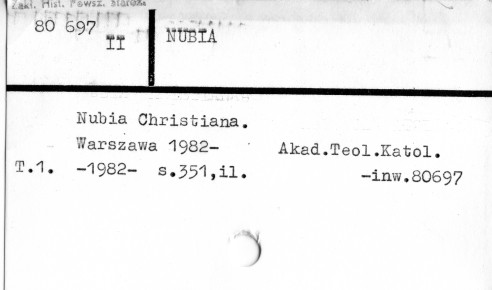 Zakł. Hist. Powsz. Staroż.
80 697
II
NUBIA
Nubia Christiana.
Warszawa 1982-
Akad.Teol.Katol.
T.1. -1982- s.351,il.
-inw.80697